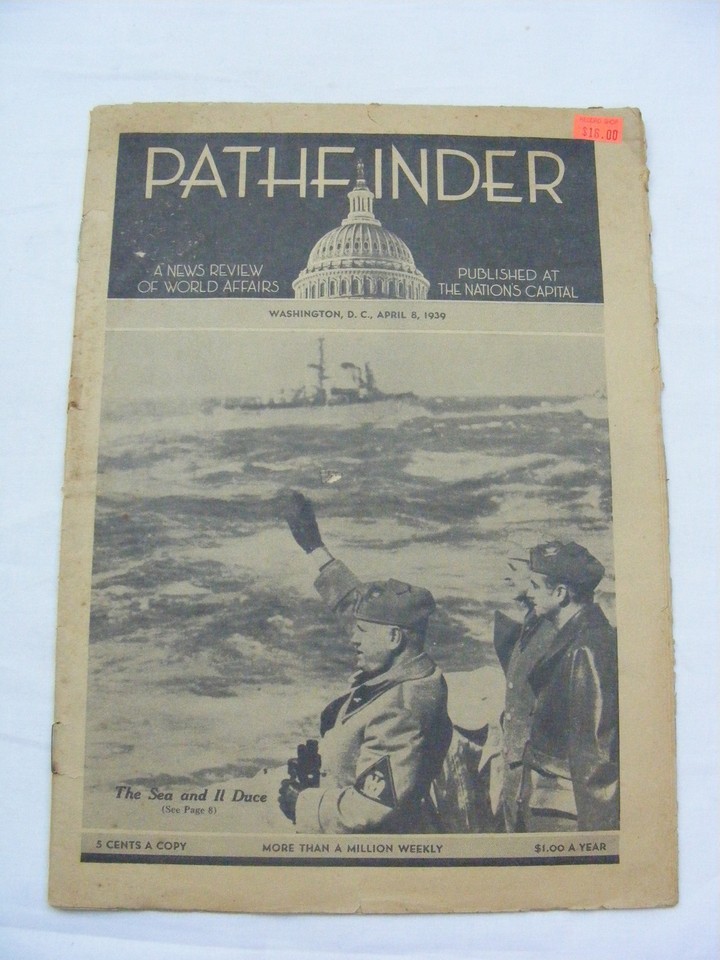 $18.00
PATHFINDER
A NEWS REVIEW
OF WORLD AFFAIRS
PUBLISHED AT
THE NATION'S CAPITAL
WASHINGTON, D. C., APRIL 8, 1939
The Sea and Il Duce
(See Page 8)
5 CENTS A COPY
MORE THAN A MILLION WEEKLY
$1.00 A YEAR